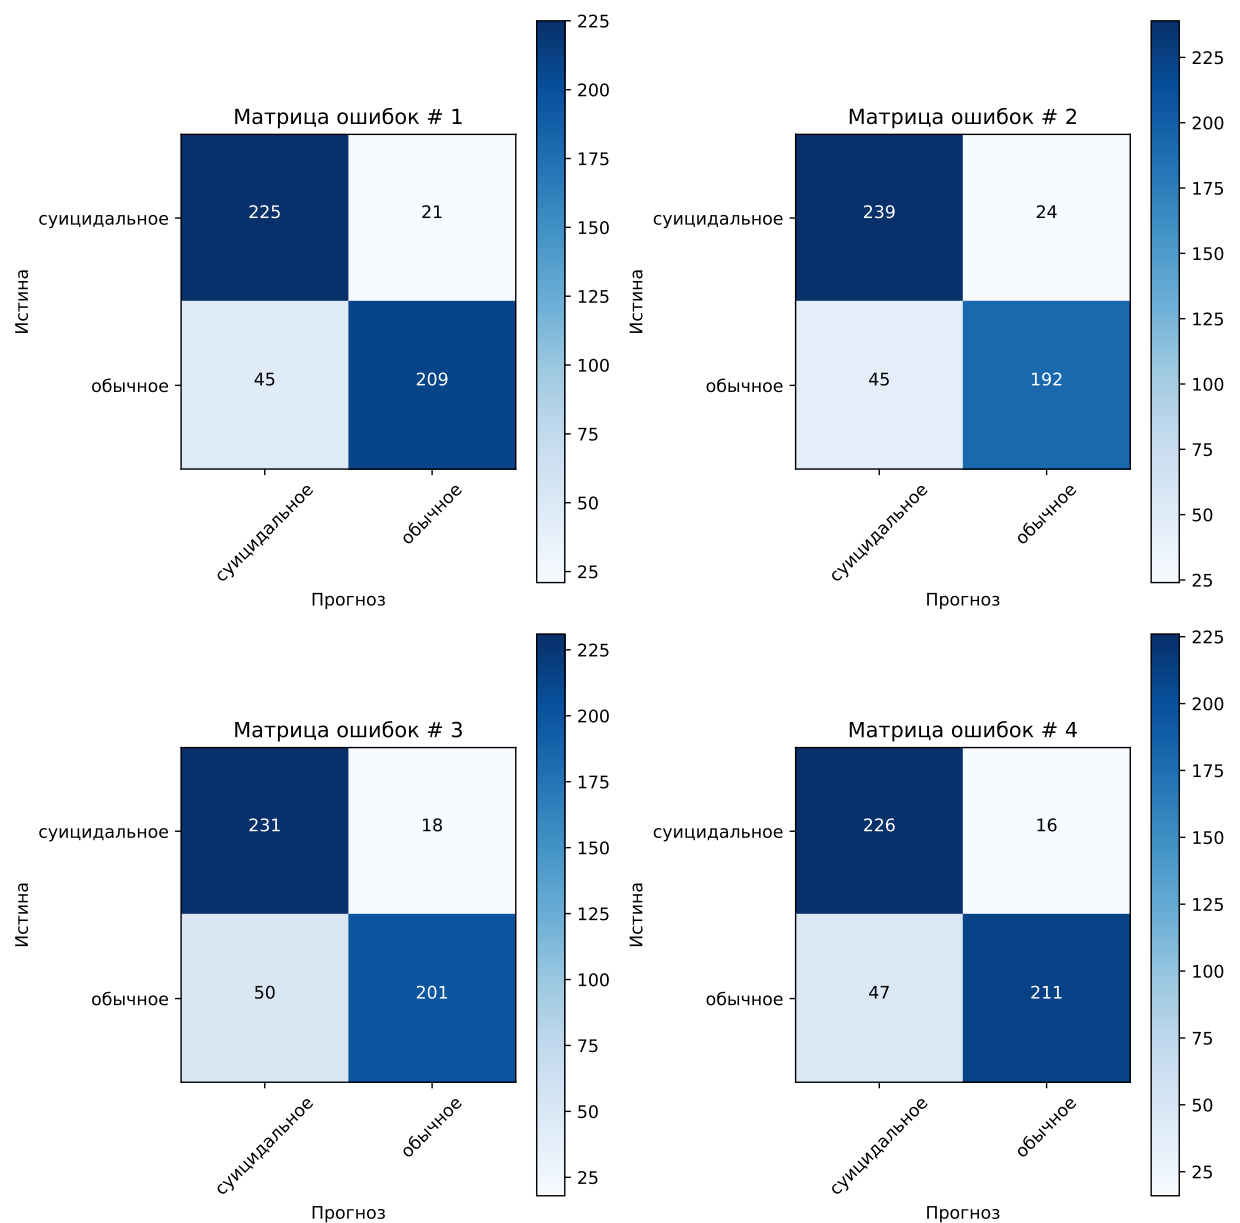 Матрица ошибок # 1
225
21
45
209
суицидальное
обычное
Истина
суицидальное
обычное
Прогноз
225
200
175
150
125
100
75
50
25
Матрица ошибок # 2
239
24
45
192
суицидальное
обычное
Истина
суицидальное
обычное
Прогноз
225
200
175
150
125
100
75
50
25
Матрица ошибок # 3
231
18
50
201
суицидальное
обычное
Истина
суицидальное
обычное
Прогноз
225
200
175
150
125
100
75
50
25
Матрица ошибок # 4
226
16
47
211
суицидальное
обычное
Истина
суицидальное
обычное
Прогноз
225
200
175
150
125
100
75
50
25